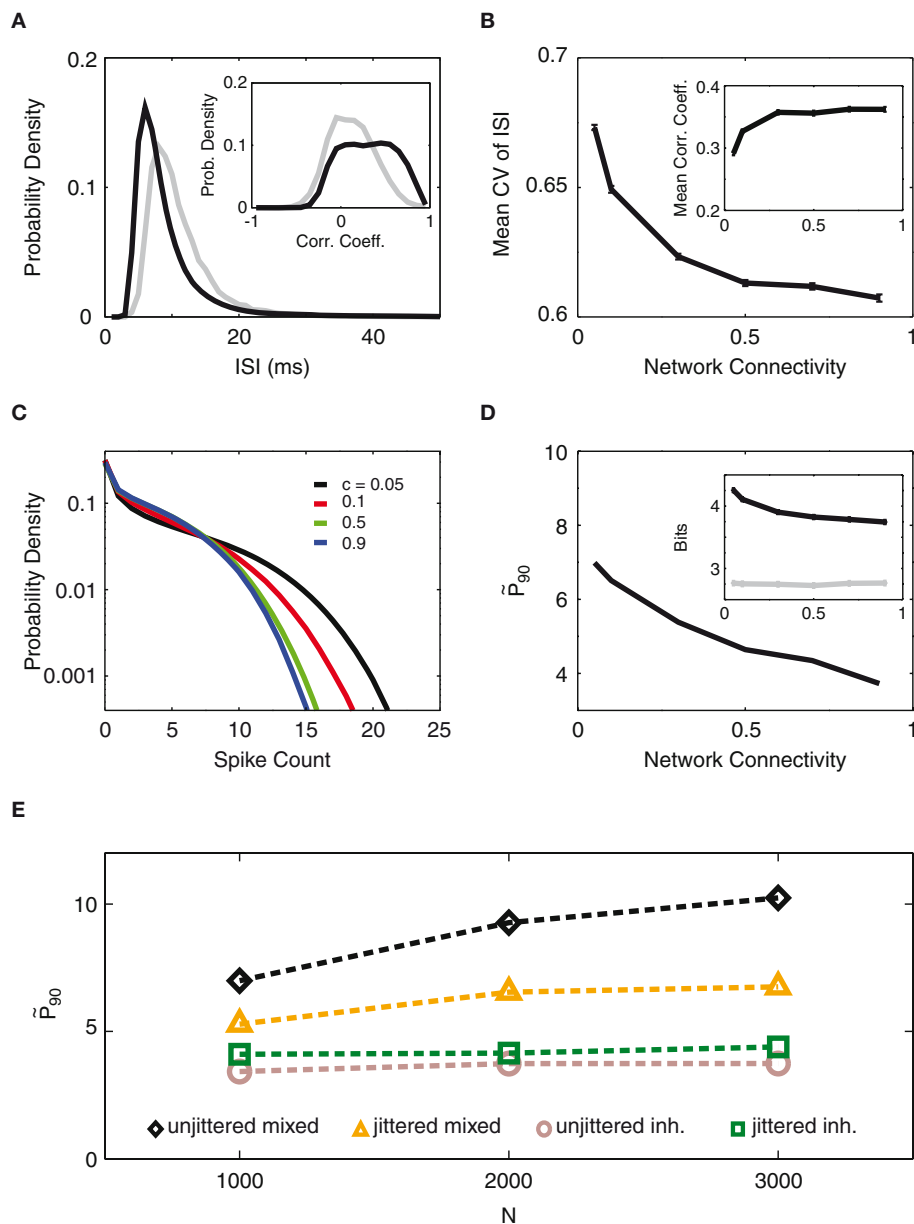 A
0.2
0.1
0
Probability Density
0
20
40
ISI (ms)
0.2
0.1
0
Prob. Density
-1
0
1
Corr. Coeff.
B
0.7
0.65
0.6
Mean CV of ISI
0
0.5
1
Network Connectivity
0.4
0.3
0.2
Mean Corr. Coeff.
0
0.5
1
C
0.1
0.01
0.001
Probability Density
0
5
10
15
20
25
Spike Count
c = 0.05
0.1
0.5
0.9
D
10
8
6
4
P̃90
0
0.5
1
Network Connectivity
4
3
Bits
0
0.5
1
E
10
5
0
P̃90
unjittered mixed
jittered mixed
unjittered inh.
jittered inh.
1000
2000
3000
N